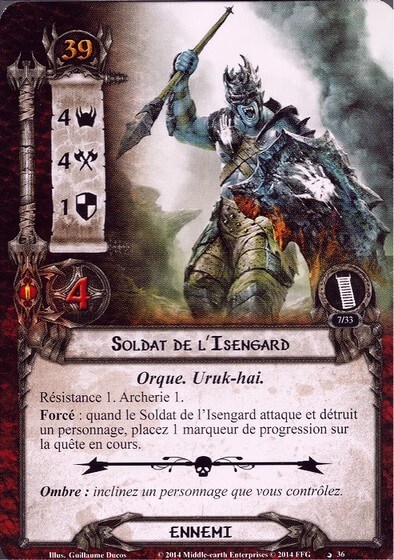 39
4
4
1
4
7/33
SOLDAT DE L'ISENGARD
Orque. Uruk-hai.
Résistance 1. Archerie 1.
Forcé : quand le Soldat de l'Isengard attaque et détruit
un personnage, placez 1 marqueur de progression sur
la quête en cours.
Ombre : inclinez un personnage que vous contrôlez.
ENNEMI
Illus. Guillaume Ducos © 2014 Middle-earth Enterprises © 2014 FFG 36